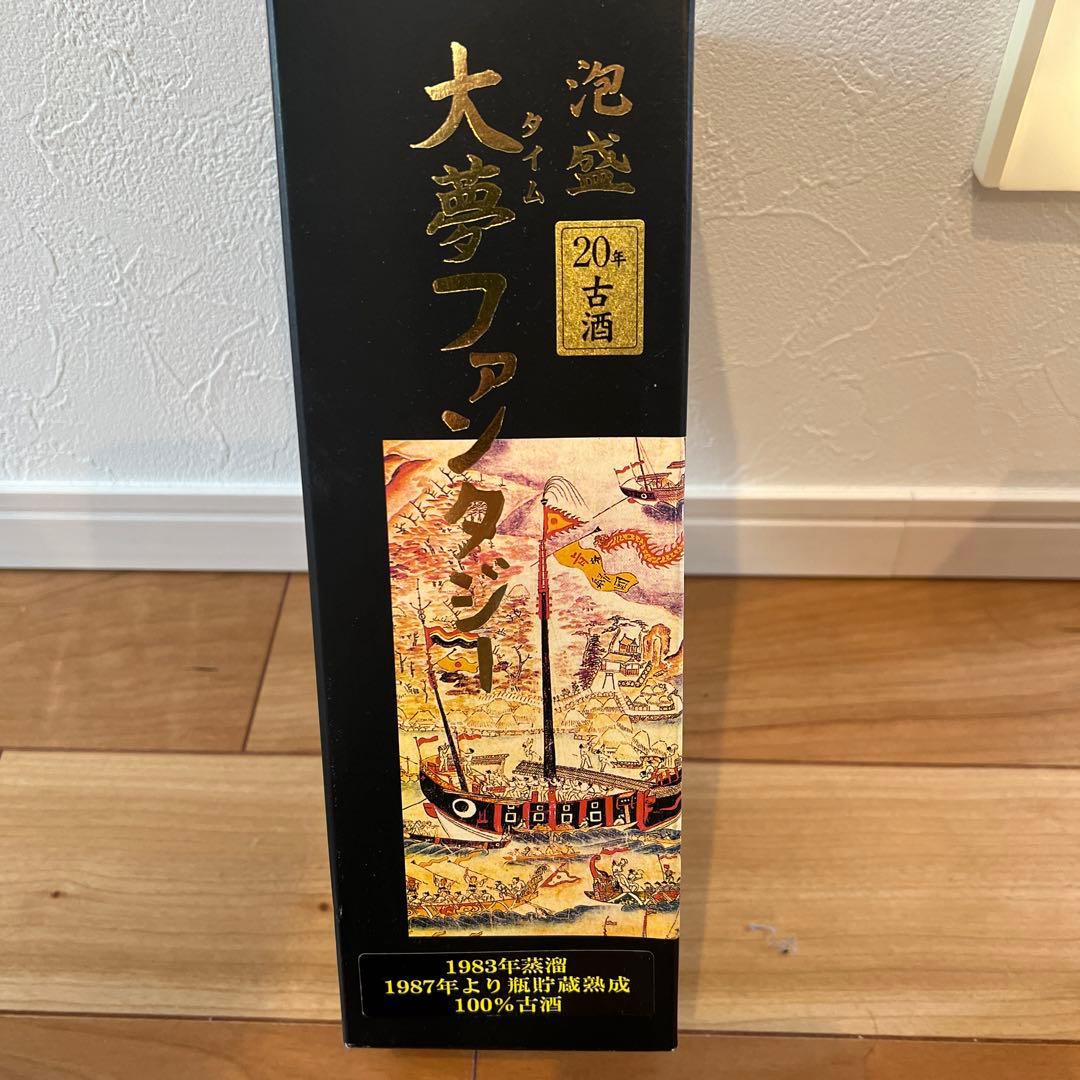 泡盛
20年
古酒
大夢ファンタジー
タイム
1983年蒸溜
1987年より瓶貯蔵熟成
100%古酒